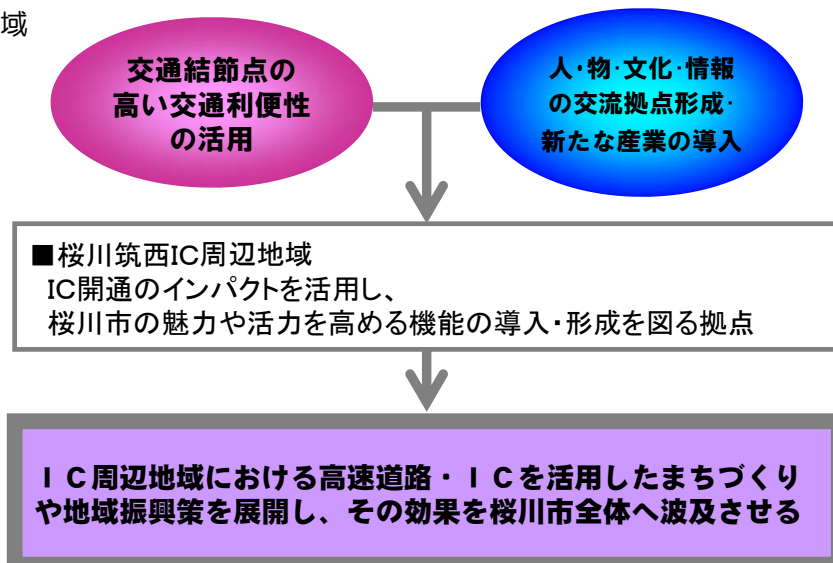 域
交通結節点の
高い交通利便性
の活用
人・物・文化・情報
の交流拠点形成・
新たな産業の導入
■桜川筑西IC周辺地域
IC開通のインパクトを活用し、
桜川市の魅力や活力を高める機能の導入・形成を図る拠点
ＩＣ周辺地域における高速道路・ＩＣを活用したまちづくり
や地域振興策を展開し、その効果を桜川市全体へ波及させる